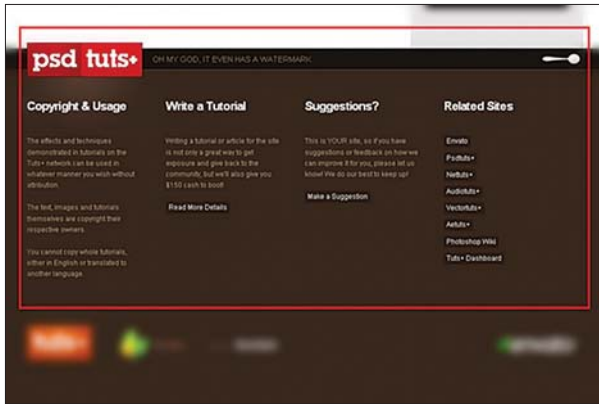 psd tuts+
OH MY GOD, IT EVEN HAS A WATERMARK
Copyright & Usage
The effects and techniques
demonstrated in tutorials on the
Tuts+ network can be used in
whatever manner you wish without
attribution.
The text, images and tutorials
themselves are copyright their
respective owners.
You cannot copy whole tutorials,
either in English or translated to
another language.
Write a Tutorial
Writing a tutorial or article for the site
is not only a great way to get
exposure and give back to the
community, but we'll also give you
$150 cash to boot!
Read More Details
Suggestions?
This is YOUR site, so if you have
suggestions or feedback on how we
can improve it for you, please let us
know! We do our best to keep up!
Make a Suggestion
Related Sites
Envato
Psdtuts+
Nettuts+
Audiotuts+
Vectortuts+
Aetuts+
Photoshop Wiki
Tuts+ Dashboard
tuts+
envato